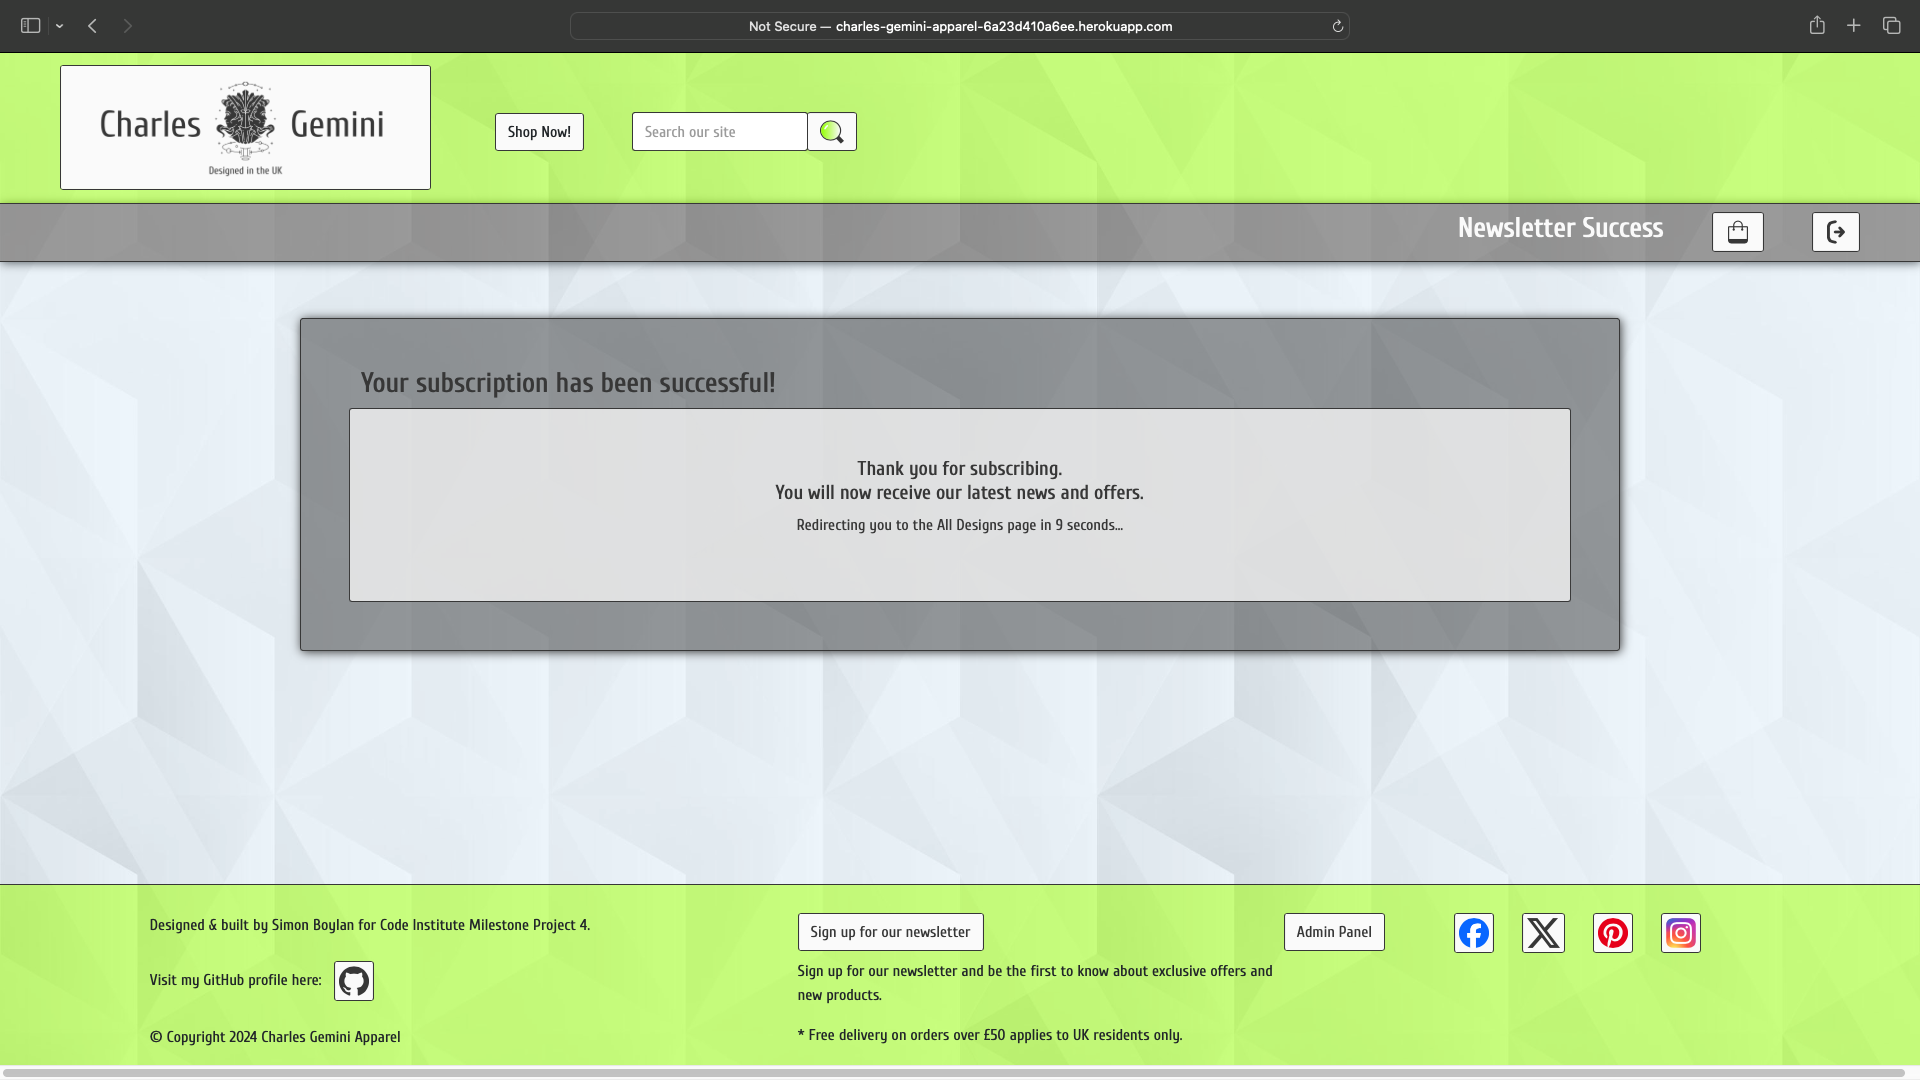 Not Secure — charles-gemini-apparel-6a23d410a6ee.herokuapp.com
Charles Gemini
Designed in the UK
Shop Now!
Search our site
Newsletter Success
Your subscription has been successful!
Thank you for subscribing.
You will now receive our latest news and offers.
Redirecting you to the All Designs page in 9 seconds...
Designed & built by Simon Boylan for Code Institute Milestone Project 4.
Visit my GitHub profile here:
© Copyright 2024 Charles Gemini Apparel
Sign up for our newsletter
Sign up for our newsletter and be the first to know about exclusive offers and
new products.
* Free delivery on orders over £50 applies to UK residents only.
Admin Panel